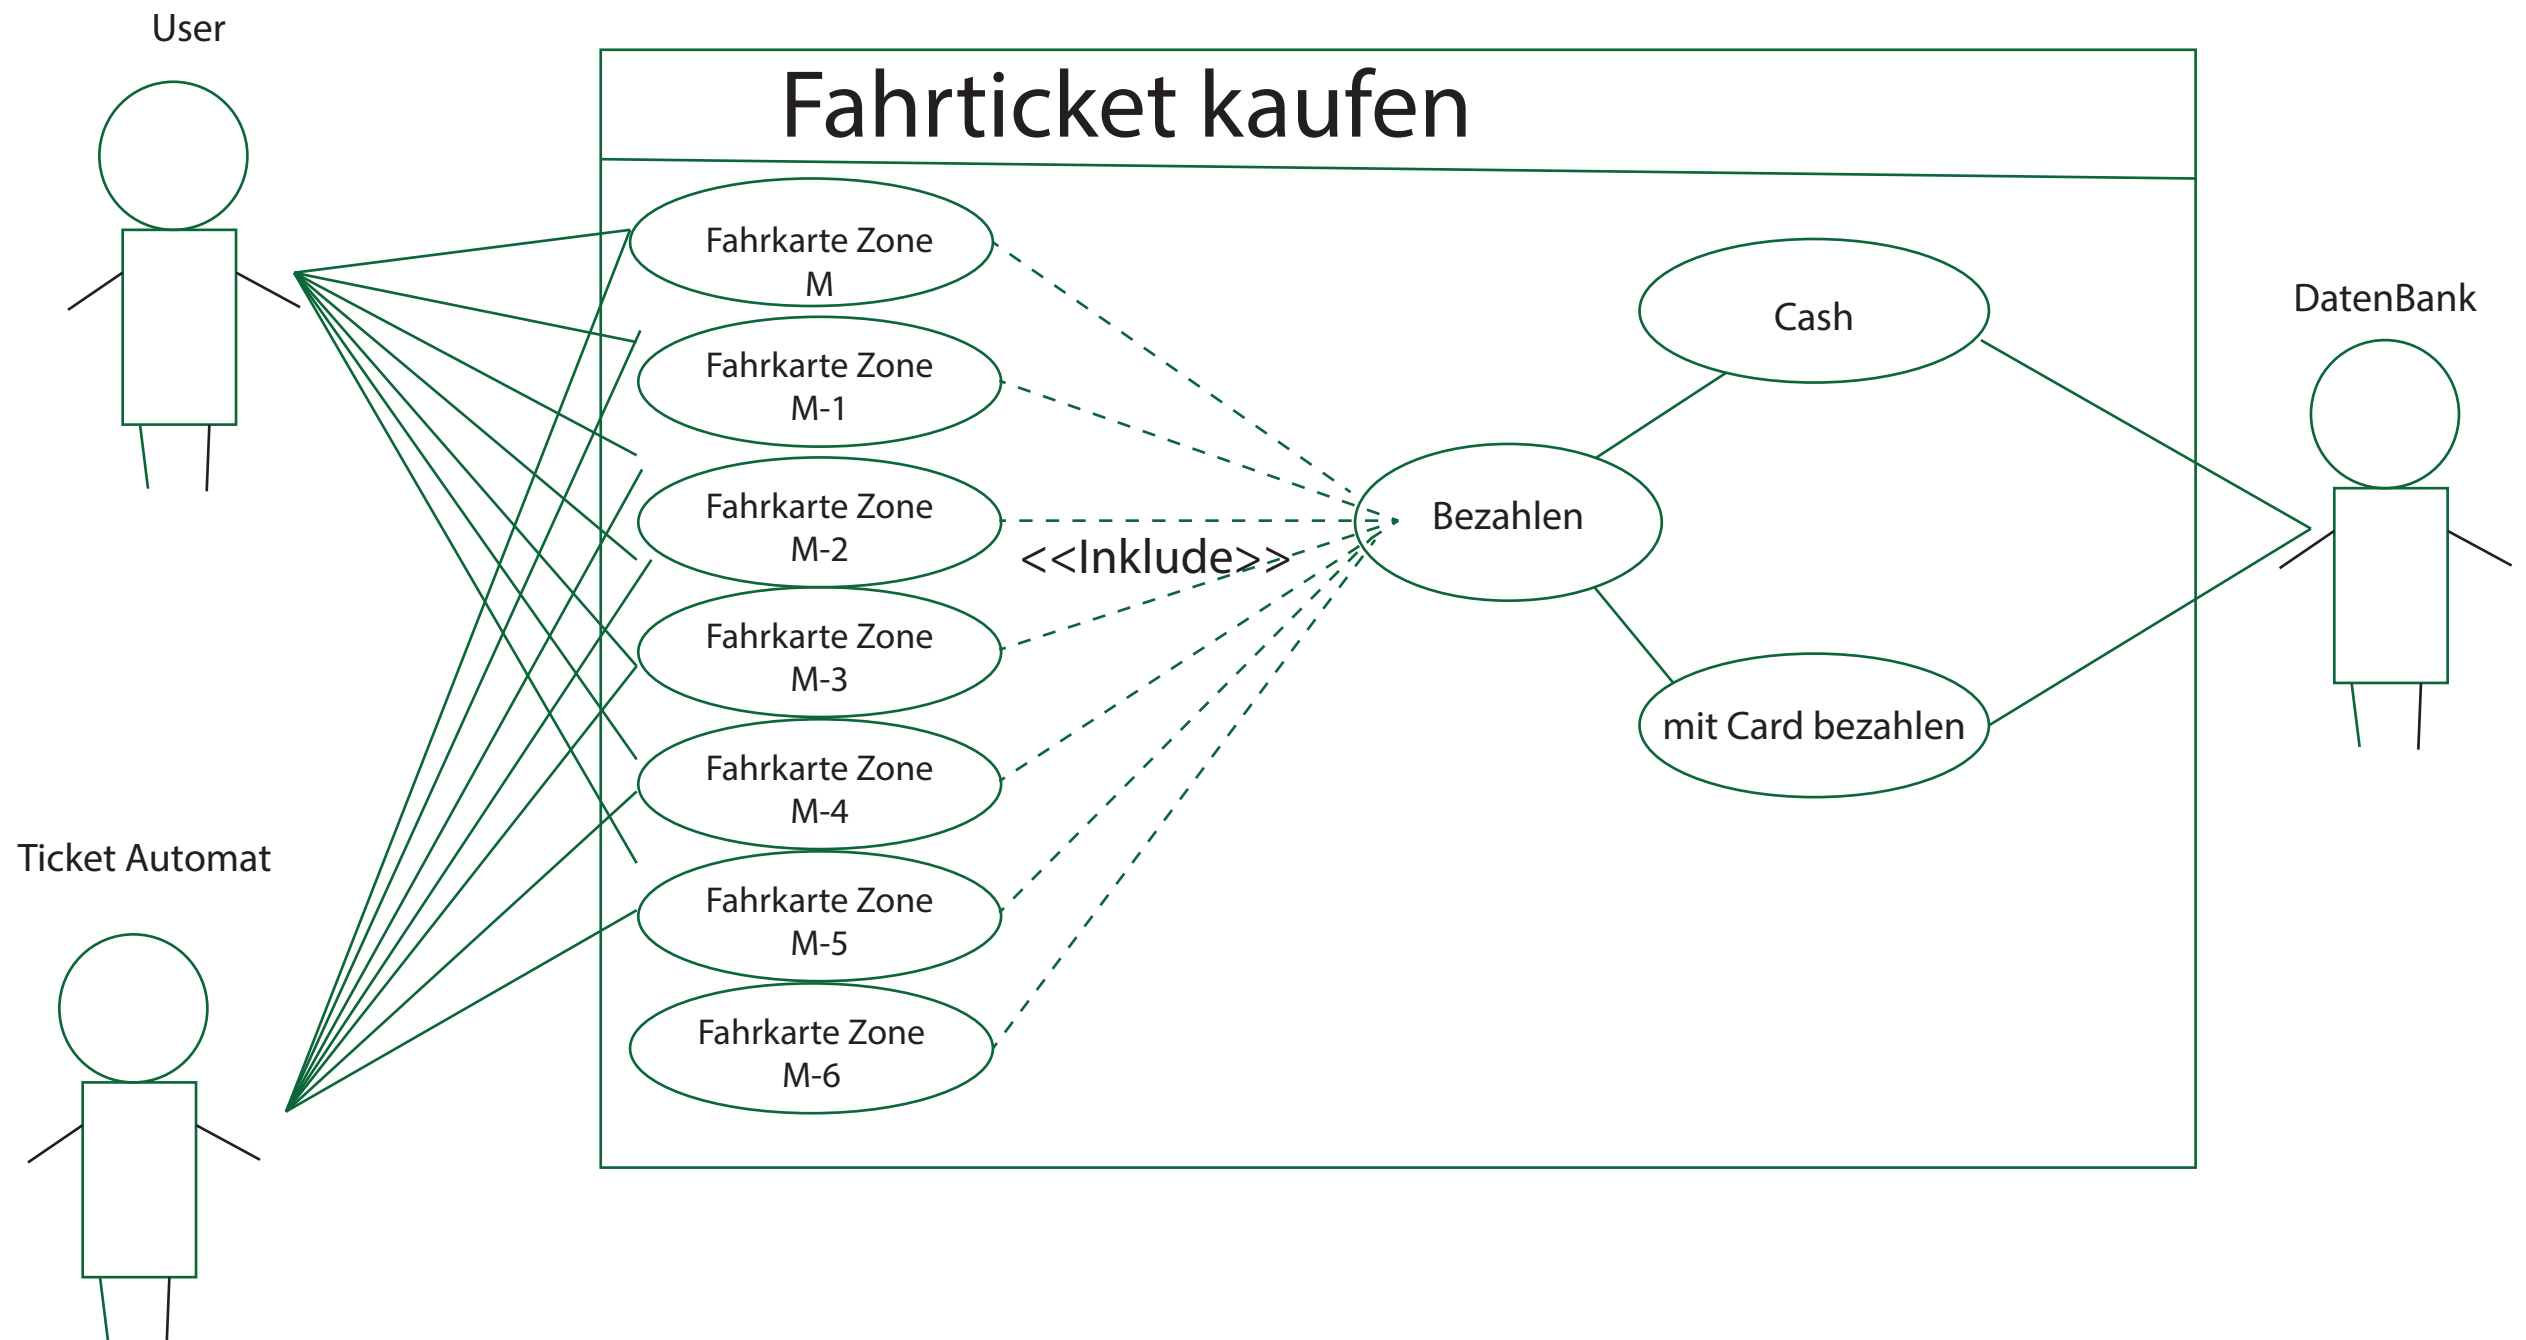 User
Fahrticket kaufen
Fahrkarte Zone
M
Fahrkarte Zone
M-1
Fahrkarte Zone
M-2
Fahrkarte Zone
M-3
Fahrkarte Zone
M-4
Fahrkarte Zone
M-5
Fahrkarte Zone
M-6
<<Inklude>>
Bezahlen
Cash
mit Card bezahlen
DatenBank
Ticket Automat